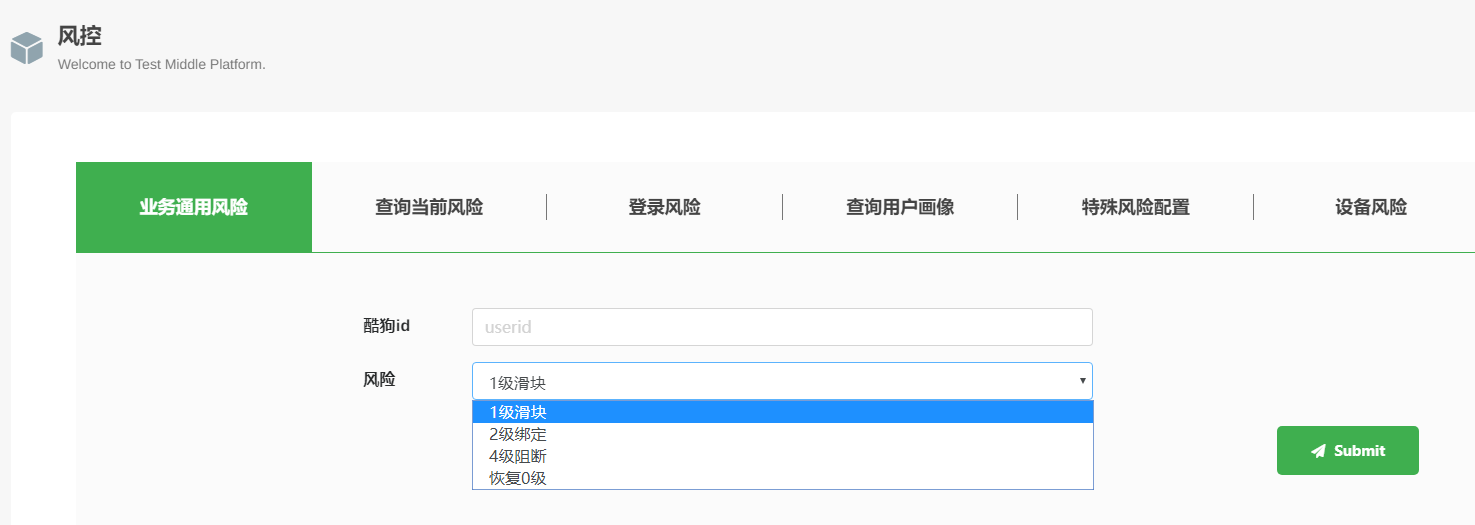 风控
Welcome to Test Middle Platform.
业务通用风险
查询当前风险
登录风险
查询用户画像
特殊风险配置
设备风险
酷狗id
userid
风险
1级滑块
1级滑块
2级绑定
4级阻断
恢复0级
Submit